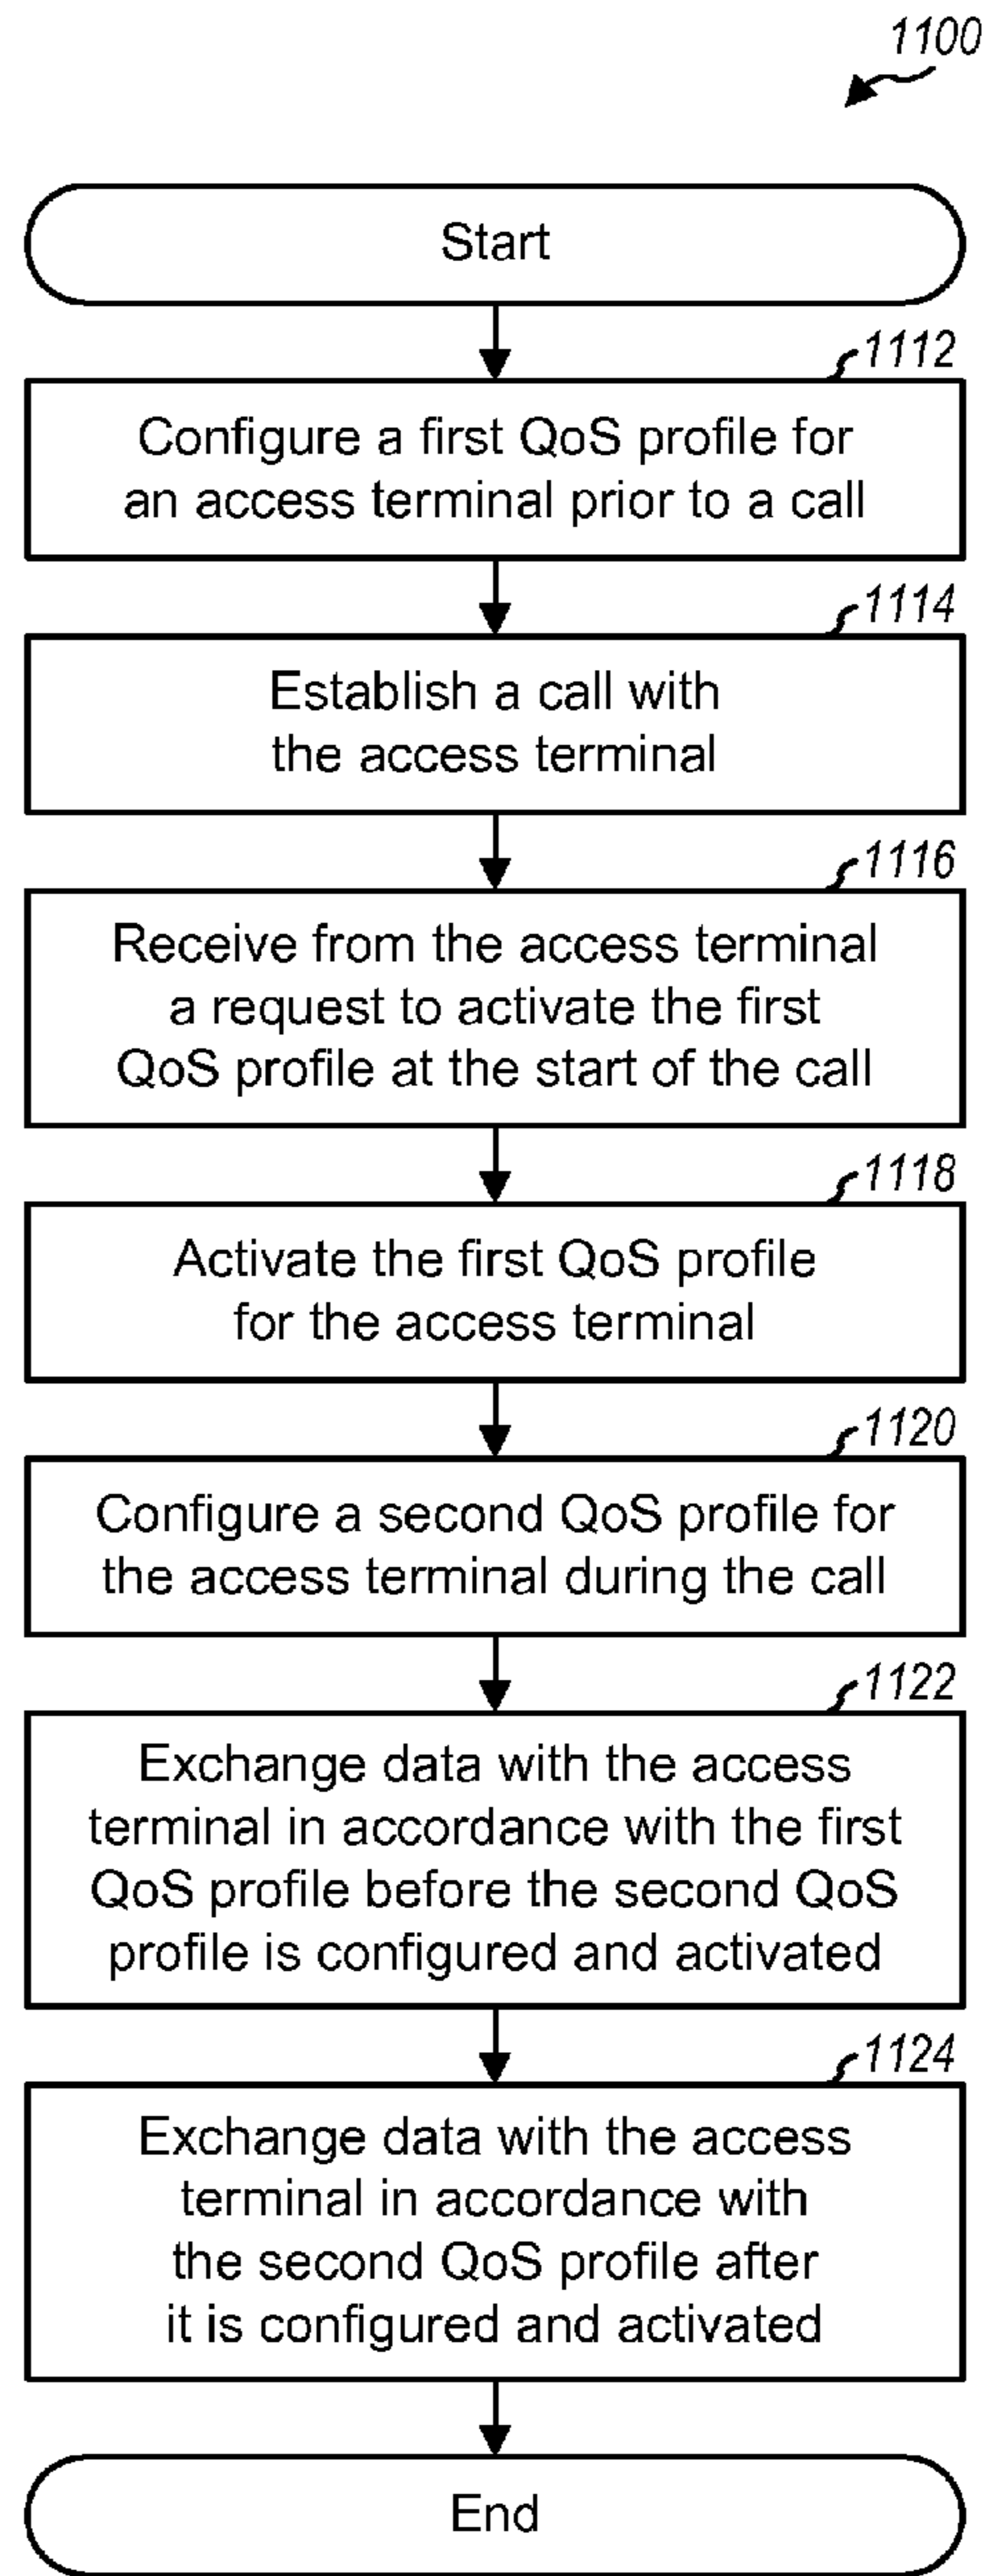 1100
Start
1112
Configure a first QoS profile for
an access terminal prior to a call
1114
Establish a call with
the access terminal
1116
Receive from the access terminal
a request to activate the first
QoS profile at the start of the call
1118
Activate the first QoS profile
for the access terminal
1120
Configure a second QoS profile for
the access terminal during the call
1122
Exchange data with the access
terminal in accordance with the first
QoS profile before the second QoS
profile is configured and activated
1124
Exchange data with the access
terminal in accordance with
the second QoS profile after
it is configured and activated
End